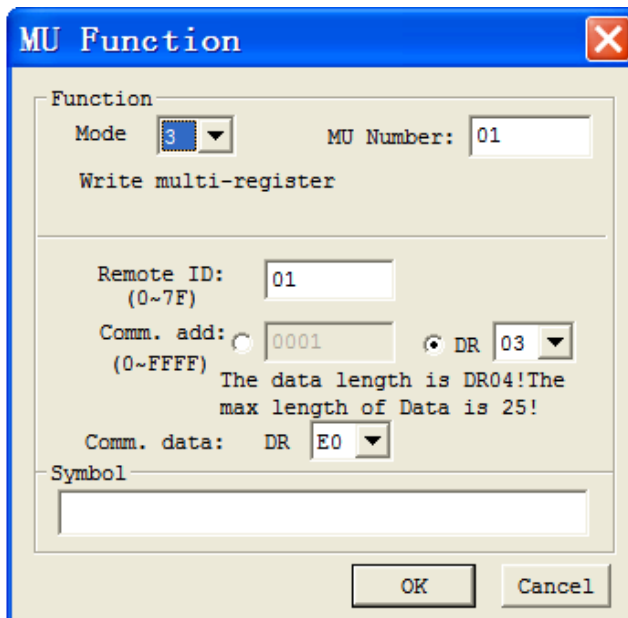 MU Function
Function
Mode 3 MU Number: 01
Write multi-register
Remote ID: 01
(0~7F)
Comm. add: 0001 DR 03
(0~FFFF)
The data length is DR04!The
max length of Data is 25!
Comm. data: DR E0
Symbol
OK Cancel